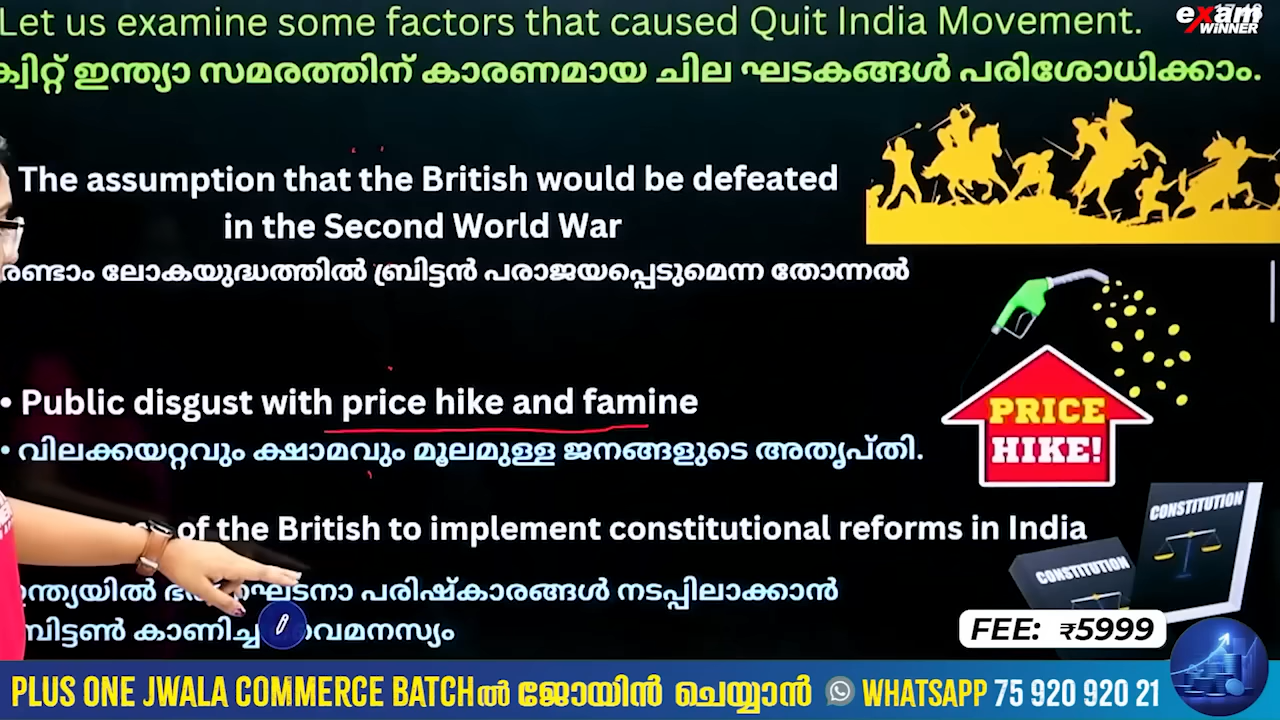 Let us examine some factors that caused Quit India Movement.
exam
WINNER
ക്വിറ്റ് ഇന്ത്യാ സമരത്തിന് കാരണമായ ചില ഘടകങ്ങൾ പരിശോധിക്കാം.
The assumption that the British would be defeated
in the Second World War
രണ്ടാം ലോകയുദ്ധത്തിൽ ബ്രിട്ടൻ പരാജയപ്പെടുമെന്ന തോന്നൽ
• Public disgust with price hike and famine
• വിലക്കയറ്റവും ക്ഷാമവും മൂലമുള്ള ജനങ്ങളുടെ അതൃപ്തി.
PRICE
HIKE!
of the British to implement constitutional reforms in India
CONSTITUTION
CONSTITUTION
പരിഷ്കാരങ്ങൾ നടപ്പിലാക്കാൻ
കാണിച്ച
FEE: ₹5999
PLUS ONE JWALA COMMERCE BATCHൽ ജോയിൻ ചെയ്യാൻ WHATSAPP 75 920 920 21